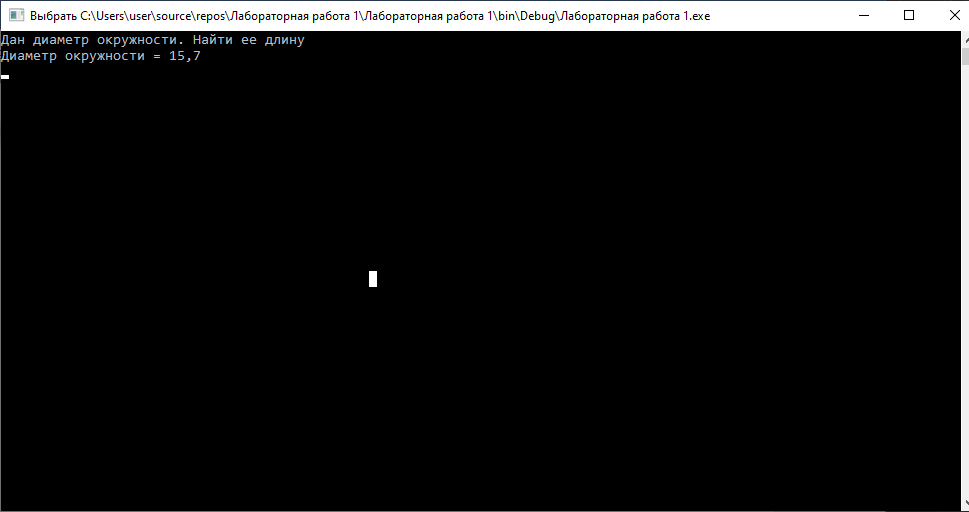 Выбрать C:\Users\user\source\repos\Лабораторная работа 1\Лабораторная работа 1\bin\Debug\Лабораторная работа 1.exe
Дан диаметр окружности. Найти ее длину
Диаметр окружности = 15,7